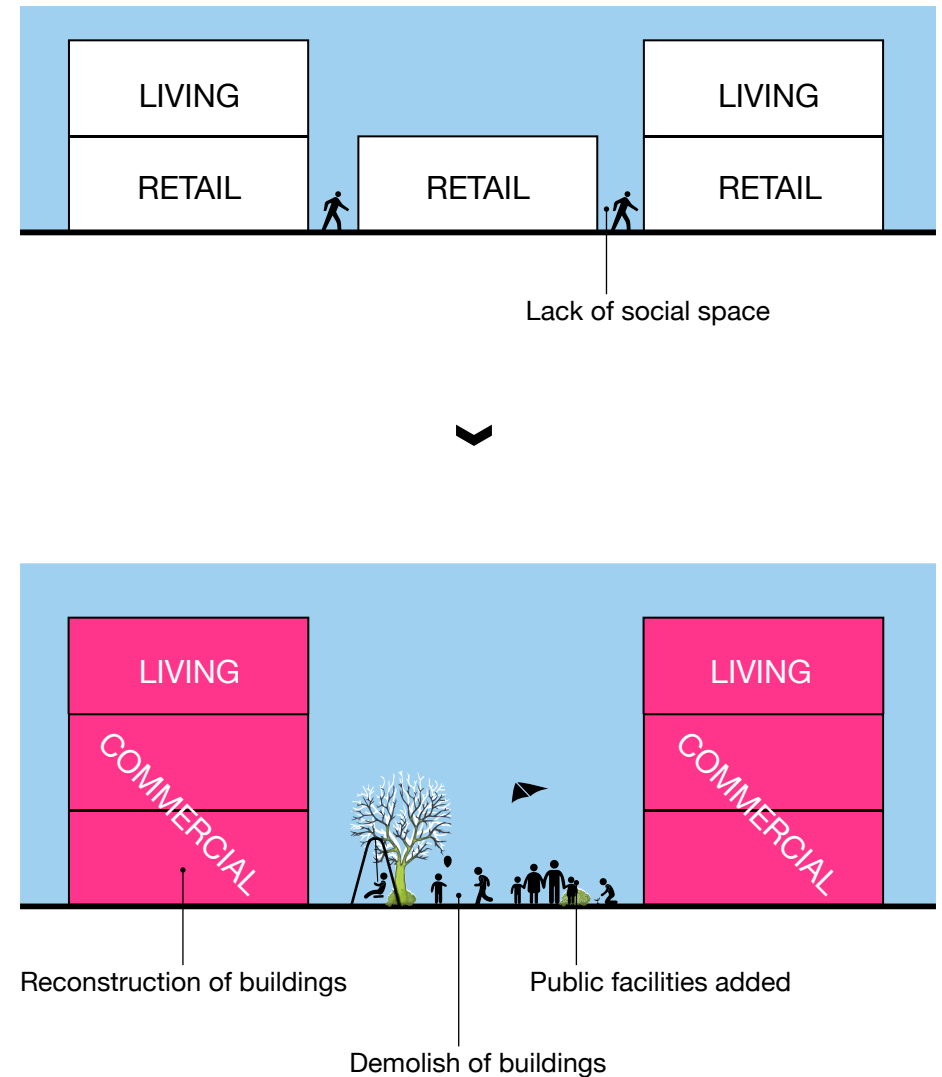 LIVING
LIVING
RETAIL
RETAIL
RETAIL
Lack of social space
LIVING
LIVING
COMMERCIAL
COMMERCIAL
Reconstruction of buildings
Public facilities added
Demolish of buildings